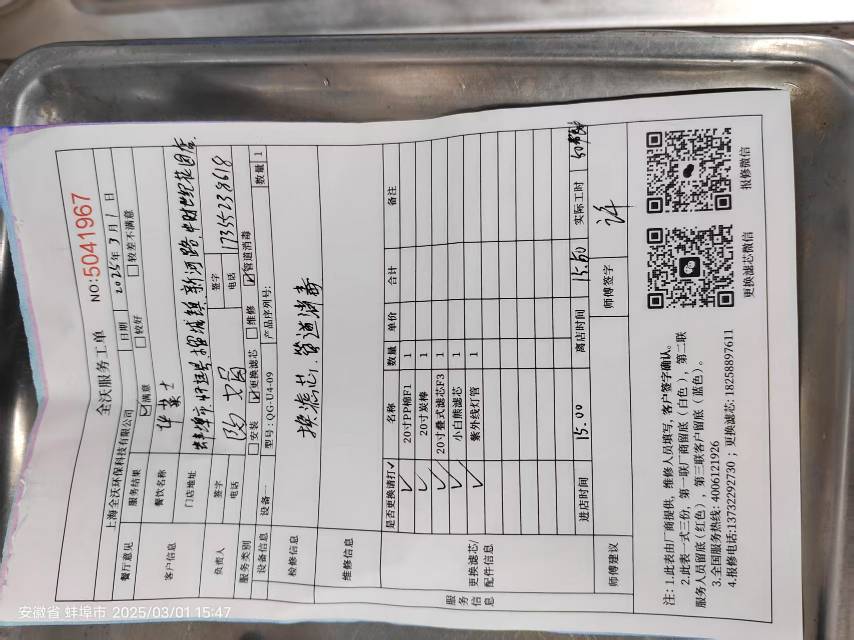 全沃服务工单
NO:5041967
上海全沃环保科技有限公司 日期 2025年3月1日
餐厅意见 服务结果 ☑满意 □较好 □较差不满意
客户信息 餐饮名称 华莱士
门店地址 蚌埠市 新河路
负责人 签字 签字
电话 电话 17355238618
服务类别 □安装 ☑更换滤芯 □维修 ☑管道消毒
设备信息 设备一 型号:QG-U4-09 产品序列号: 数量 1
检修信息 换滤芯、管道消毒
维修信息
服务信息
更换滤芯/配件信息
是否更换请打✓ 名称 数量 单价 合计 备注
✓ 20寸PP棉F1 1
✓ 20寸炭棒 1
✓ 20寸叠式滤芯F3 1
✓ 小白熊滤芯 1
✓ 紫外线灯管 1
进店时间 15.00 离店时间 15.50 实际工时
师傅建议 师傅签字 许
注: 1.此表由厂商提供,维修人员填写,客户签字确认。
2.此表一式三份,第一联厂商留底(白色),第二联
服务人员留底(红色),第三联客户留底(蓝色)。
3.全国服务热线: 4006121926
4.报修电话:13732292730 ; 更换滤芯: 18258897611
更换滤芯微信 报修微信
安徽省 蚌埠市 2025/03/01 15:47